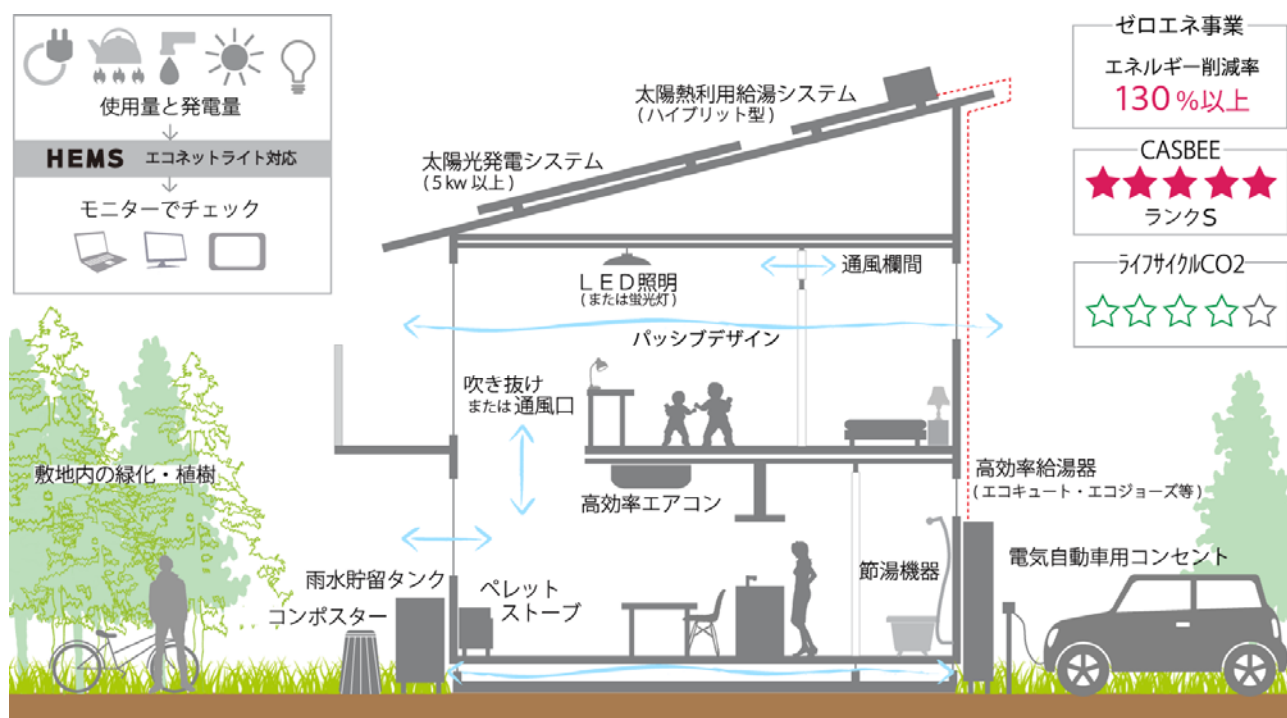 使用量と発電量
HEMS エコネットライト対応
モニターでチェック
太陽熱利用給湯システム
(ハイブリット型)
太陽光発電システム
(5kw以上)
ゼロエネ事業
エネルギー削減率
130%以上
CASBEE
ランクS
ライフサイクルCO2
LED照明
(または蛍光灯)
通風欄間
パッシブデザイン
吹き抜け
または通風口
敷地内の緑化・植樹
高効率エアコン
高効率給湯器
(エコキュート・エコジョーズ等)
雨水貯留タンク
コンポスター
ペレット
ストーブ
節湯機器
電気自動車用コンセント